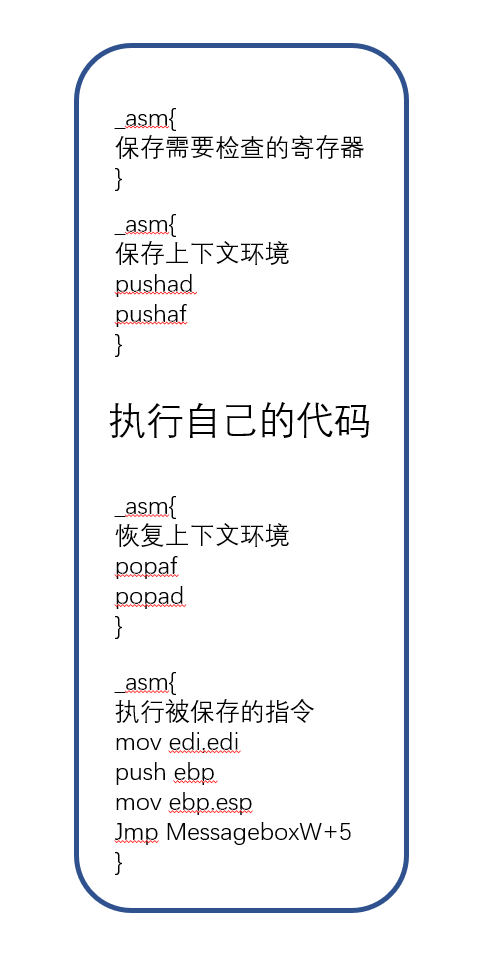 _asm{
保存需要检查的寄存器
}
_asm{
保存上下文环境
pushad
pushaf
}
执行自己的代码
_asm{
恢复上下文环境
popaf
popad
}
_asm{
执行被保存的指令
mov edi.edi
push ebp
mov ebp.esp
Jmp MessageboxW+5
}